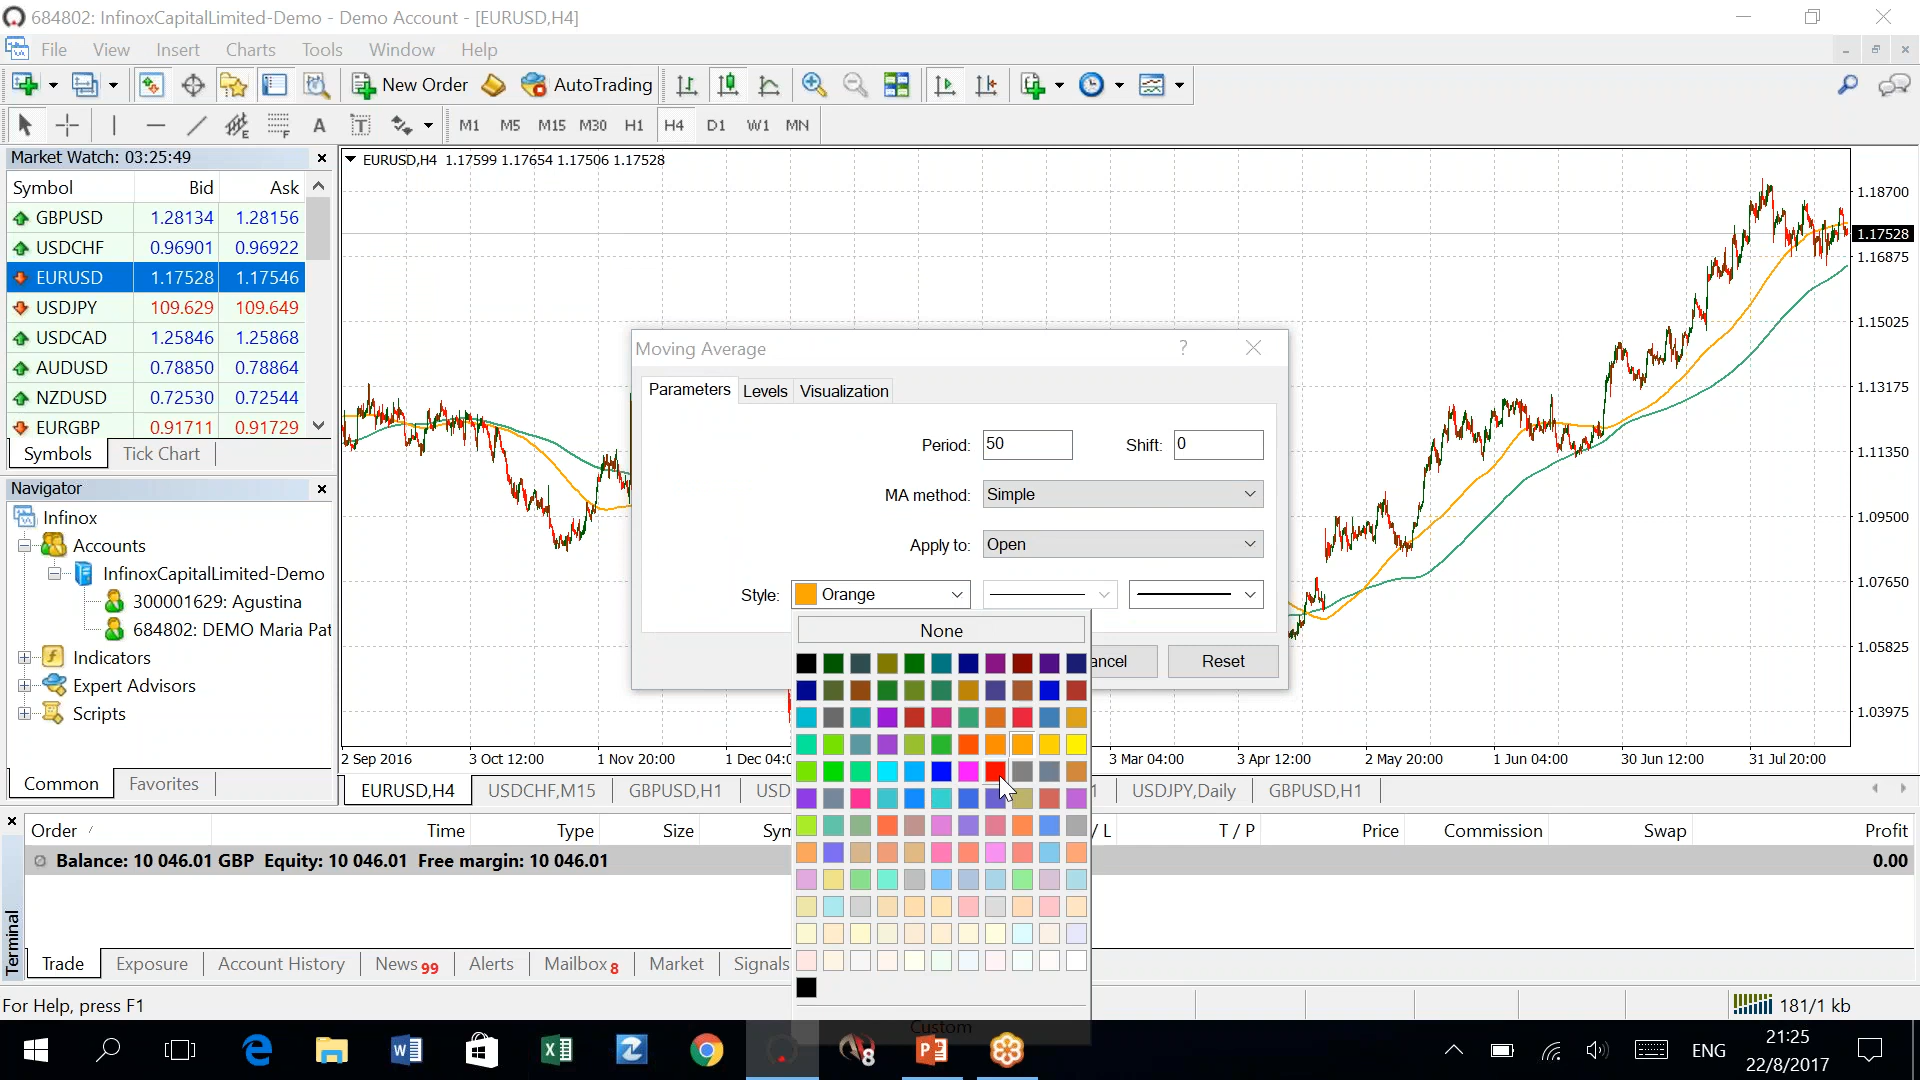 684802: InfinoxCapitalLimited-Demo - Demo Account - [EURUSD,H4]
File View Insert Charts Tools Window Help
New Order AutoTrading
A T M1 M5 M15 M30 H1 H4 D1 W1 MN
Market Watch: 03:25:49
Symbol Bid Ask
GBPUSD 1.28134 1.28156
USDCHF 0.96901 0.96922
EURUSD 1.17528 1.17546
USDJPY 109.629 109.649
USDCAD 1.25846 1.25868
AUDUSD 0.78850 0.78864
NZDUSD 0.72530 0.72544
EURGBP 0.91711 0.91729
Symbols Tick Chart
Navigator
Infinox
Accounts
InfinoxCapitalLimited-Demo
300001629: Agustina
684802: DEMO Maria Pat
Indicators
Expert Advisors
Scripts
Common Favorites
EURUSD,H4 1.17599 1.17654 1.17506 1.17528
1.18700
1.17528
1.16875
1.15025
1.13175
1.11350
1.09500
1.07650
1.05825
1.03975
Moving Average ?
Parameters Levels Visualization
Period: 50 Shift: 0
MA method: Simple
Apply to: Open
Style: Orange
None
ancel Reset
Custom
2 Sep 2016 3 Oct 12:00 1 Nov 20:00 1 Dec 04:0 3 Mar 04:00 3 Apr 12:00 2 May 20:00 1 Jun 04:00 30 Jun 12:00 31 Jul 20:00
EURUSD,H4 USDCHF,M15 GBPUSD,H1 USD 1 USDJPY,Daily GBPUSD,H1
Order / Time Type Size Sym / L T / P Price Commission Swap Profit
Balance: 10 046.01 GBP Equity: 10 046.01 Free margin: 10 046.01 0.00
Terminal
Trade Exposure Account History News 99 Alerts Mailbox 8 Market Signals
For Help, press F1 181/1 kb
8 ENG 21:25
22/8/2017